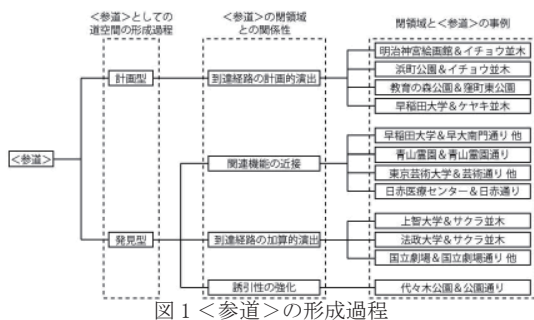 ＜参道＞としての
道空間の形成過程
＜参道＞の閉領域
との関係性
閉領域と＜参道＞の事例
＜参道＞
計画型
発見型
到達経路の計画的演出
関連機能の近接
到達経路の加算的演出
誘引性の強化
明治神宮絵画館＆イチョウ並木
浜町公園＆イチョウ並木
教育の森公園＆窪町東公園
早稲田大学＆ケヤキ並木
早稲田大学＆早大南門通り 他
青山霊園＆青山霊園通り
東京芸術大学＆芸術通り 他
日赤医療センター＆日赤通り
上智大学＆サクラ並木
法政大学＆サクラ並木
国立劇場＆国立劇場通り 他
代々木公園＆公園通り
図 1＜参道＞の形成過程